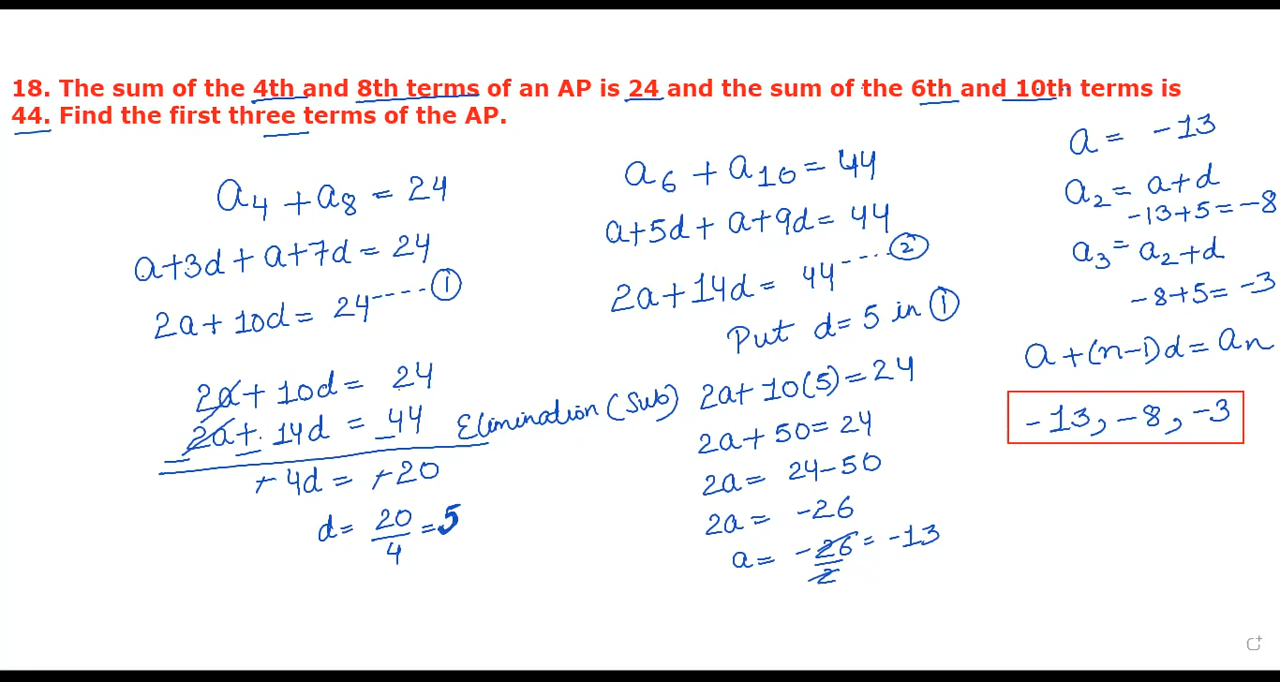 18. The sum of the 4th and 8th terms of an AP is 24 and the sum of the 6th and 10th terms is
44. Find the first three terms of the AP.
a₄ + a₈ = 24
a+3d + a+7d = 24
2a + 10d = 24 ---- ①
2a + 10d = 24
2a + 14d = 44
Elimination (Sub)
- 4d = -20
d = 20/4 = 5
a₆ + a₁₀ = 44
a+5d + a+9d = 44
2a + 14d = 44 ---- ②
Put d = 5 in ①
2a + 10(5) = 24
2a + 50 = 24
2a = 24 - 50
2a = -26
a = -26/2 = -13
a = -13
a₂ = a+d
-13+5 = -8
a₃ = a₂+d
-8+5 = -3
a + (n-1)d = an
-13, -8, -3